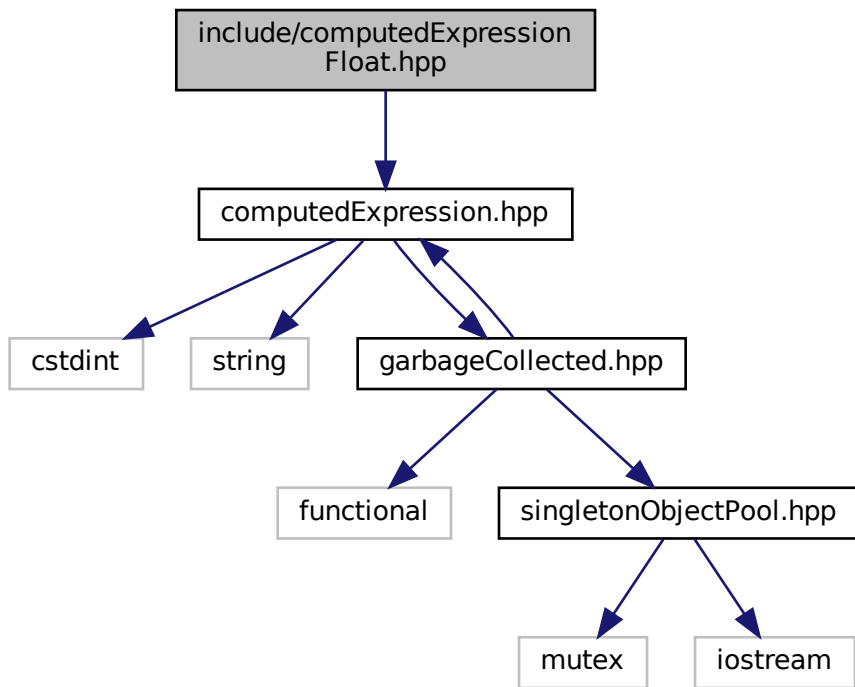 include/computedExpression
Float.hpp
computedExpression.hpp
cstdint
string
garbageCollected.hpp
functional
singletonObjectPool.hpp
mutex
iostream